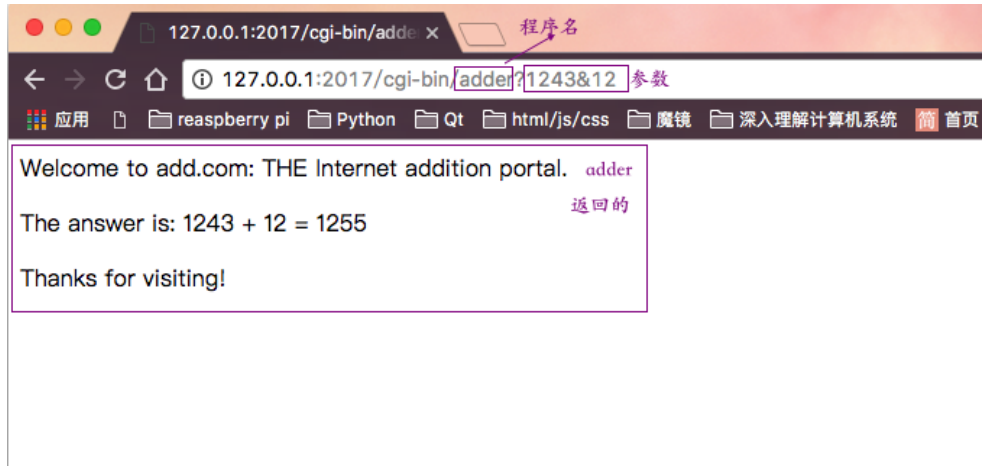 127.0.0.1:2017/cgi-bin/adde
程序名
127.0.0.1:2017/cgi-bin/adder?1243&12 参数
应用 reaspberry pi Python Qt html/js/css 魔镜 深入理解计算机系统 简 首页
Welcome to add.com: THE Internet addition portal. adder
返回的
The answer is: 1243 + 12 = 1255
Thanks for visiting!